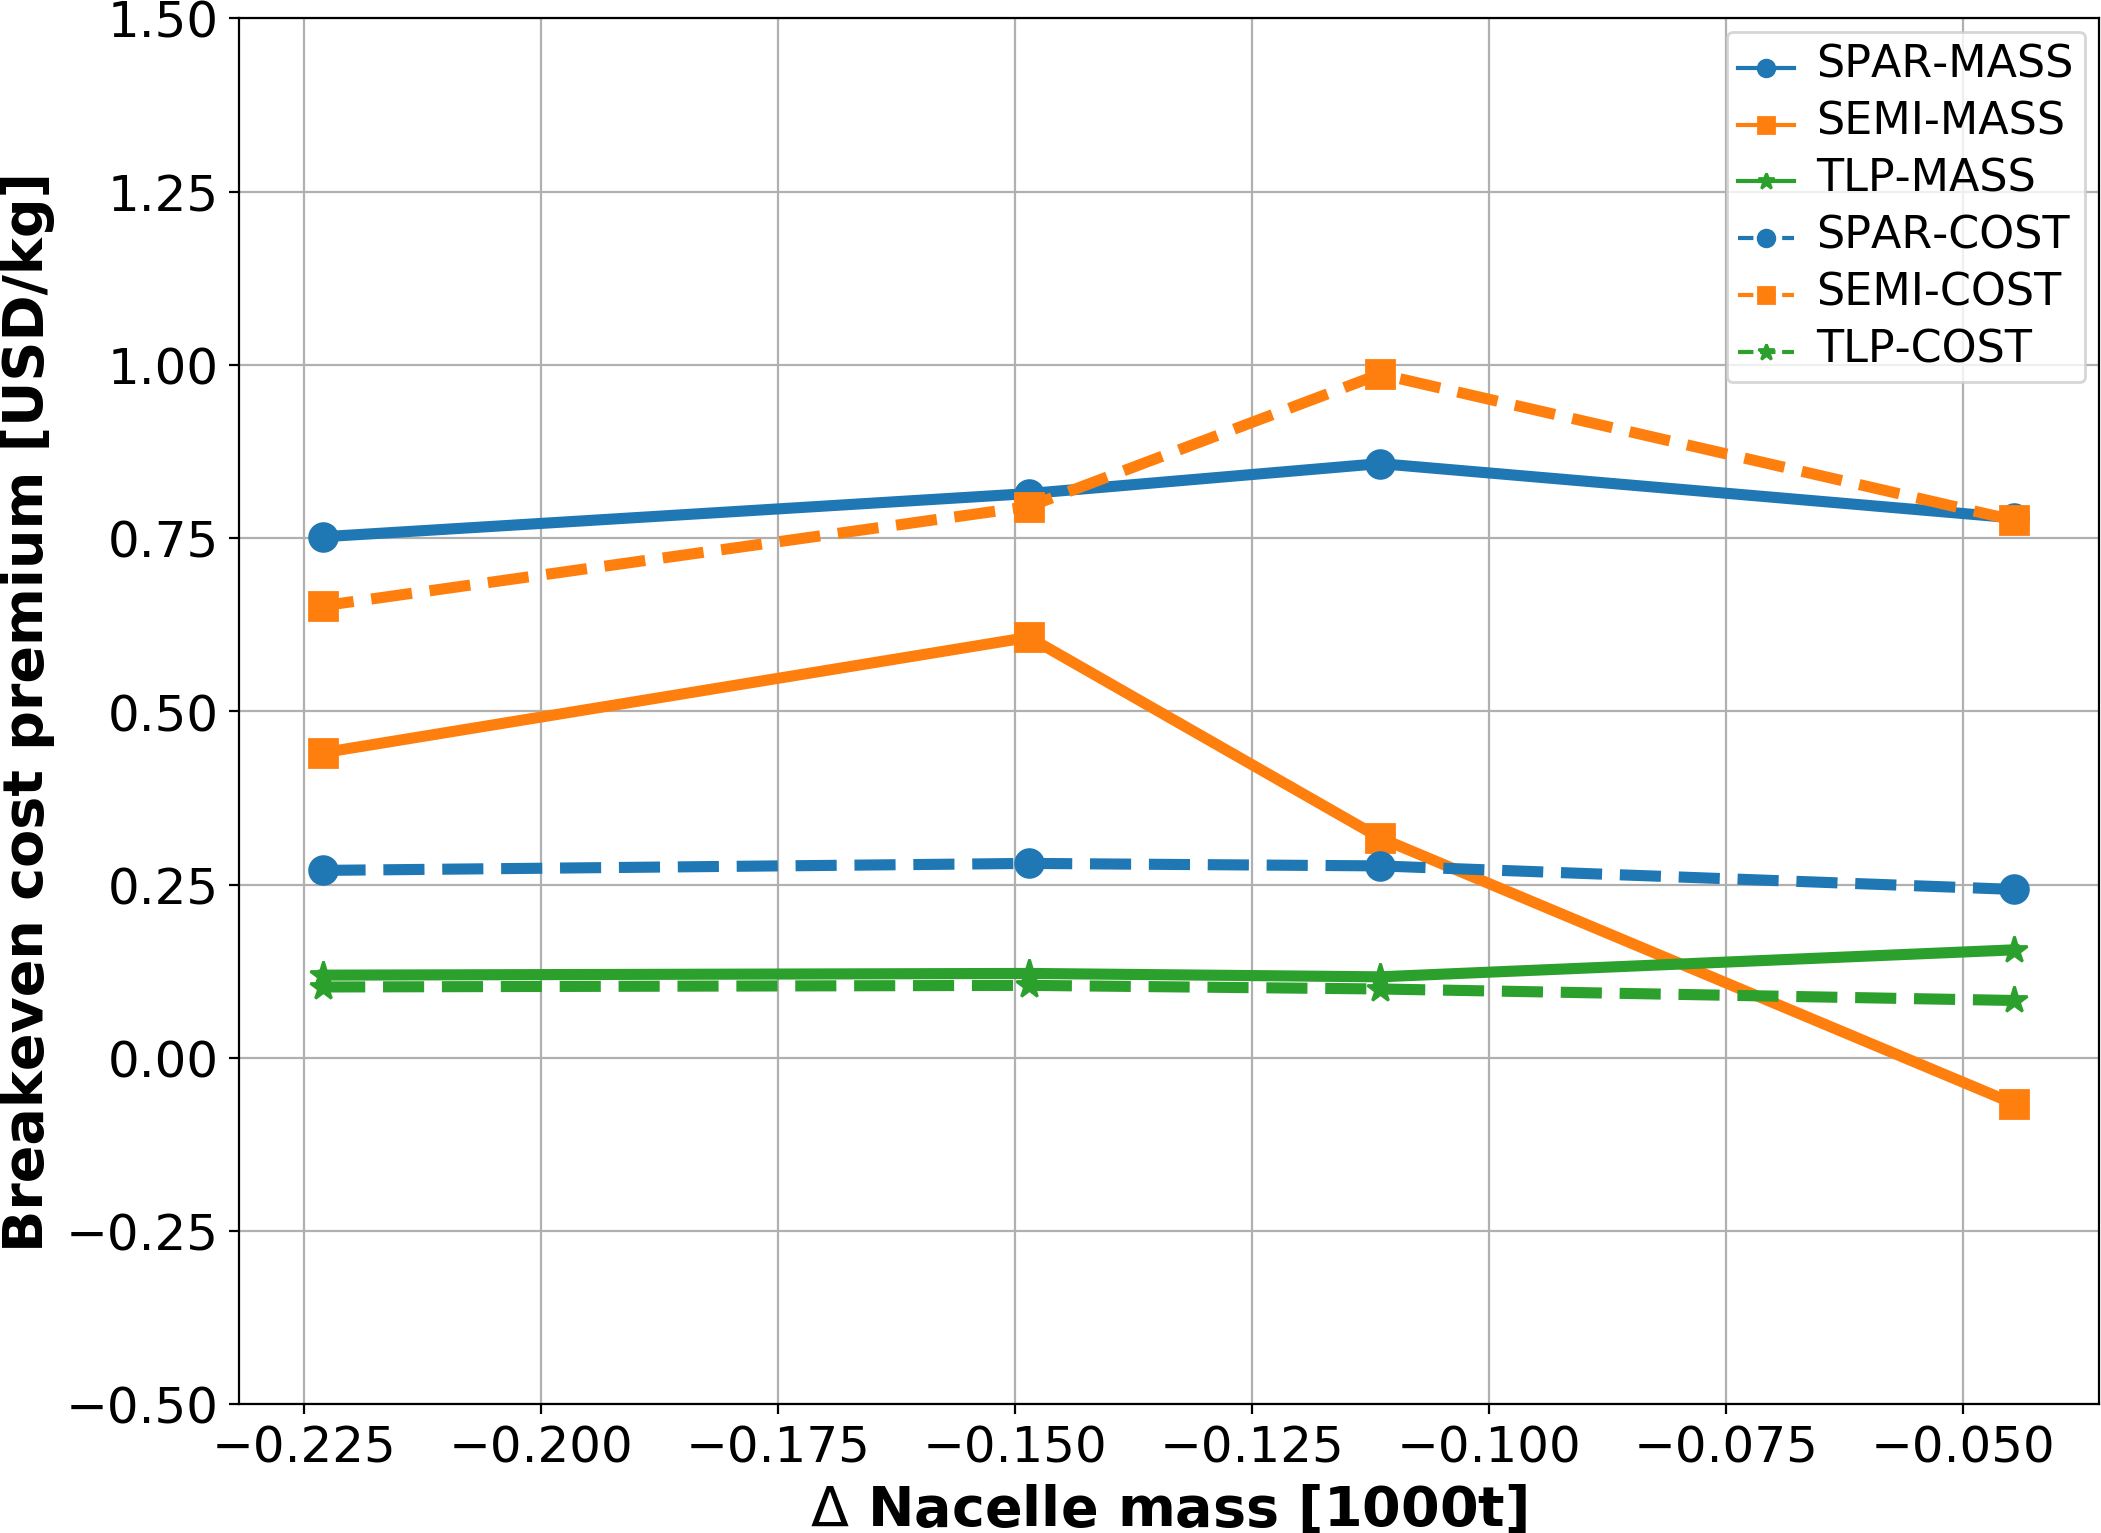 1.50
1.25
1.00
0.75
0.50
0.25
0.00
−0.25
−0.50
Breakeven cost premium [USD/kg]
SPAR-MASS
SEMI-MASS
TLP-MASS
SPAR-COST
SEMI-COST
TLP-COST
−0.225 −0.200 −0.175 −0.150 −0.125 −0.100 −0.075 −0.050
Δ Nacelle mass [1000t]